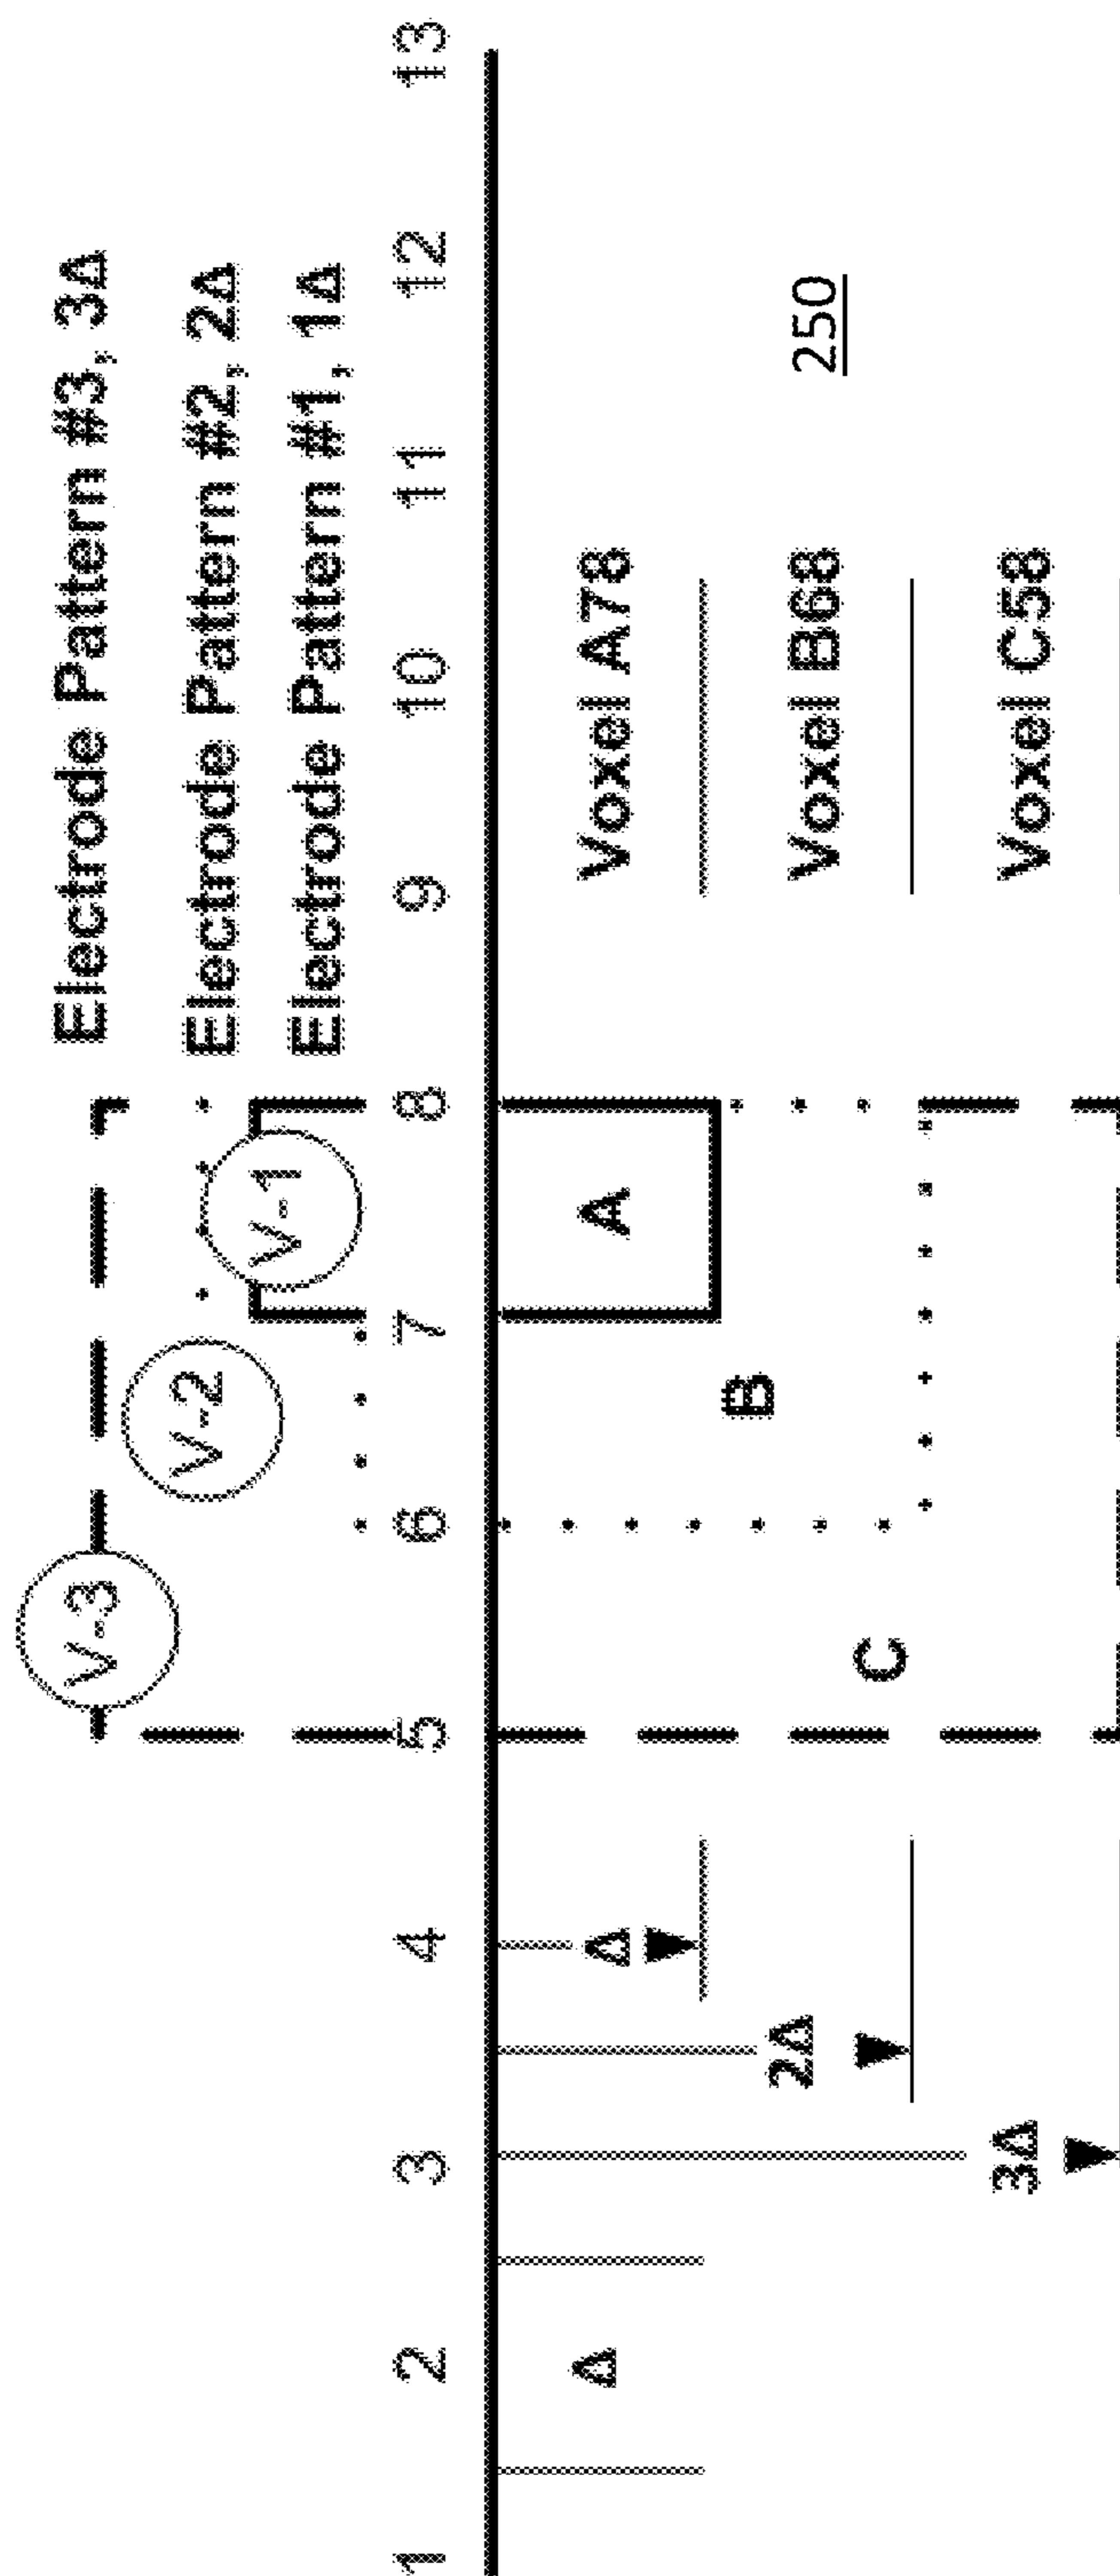 V-3 Electrode Pattern #3, 3Δ
V-2 Electrode Pattern #2, 2Δ
V-1 Electrode Pattern #1, 1Δ
1 2 3 4 5 6 7 8 9 10 11 12 13
Δ Δ A Voxel A78
B
2Δ Voxel B68 250
C
3Δ Voxel C58